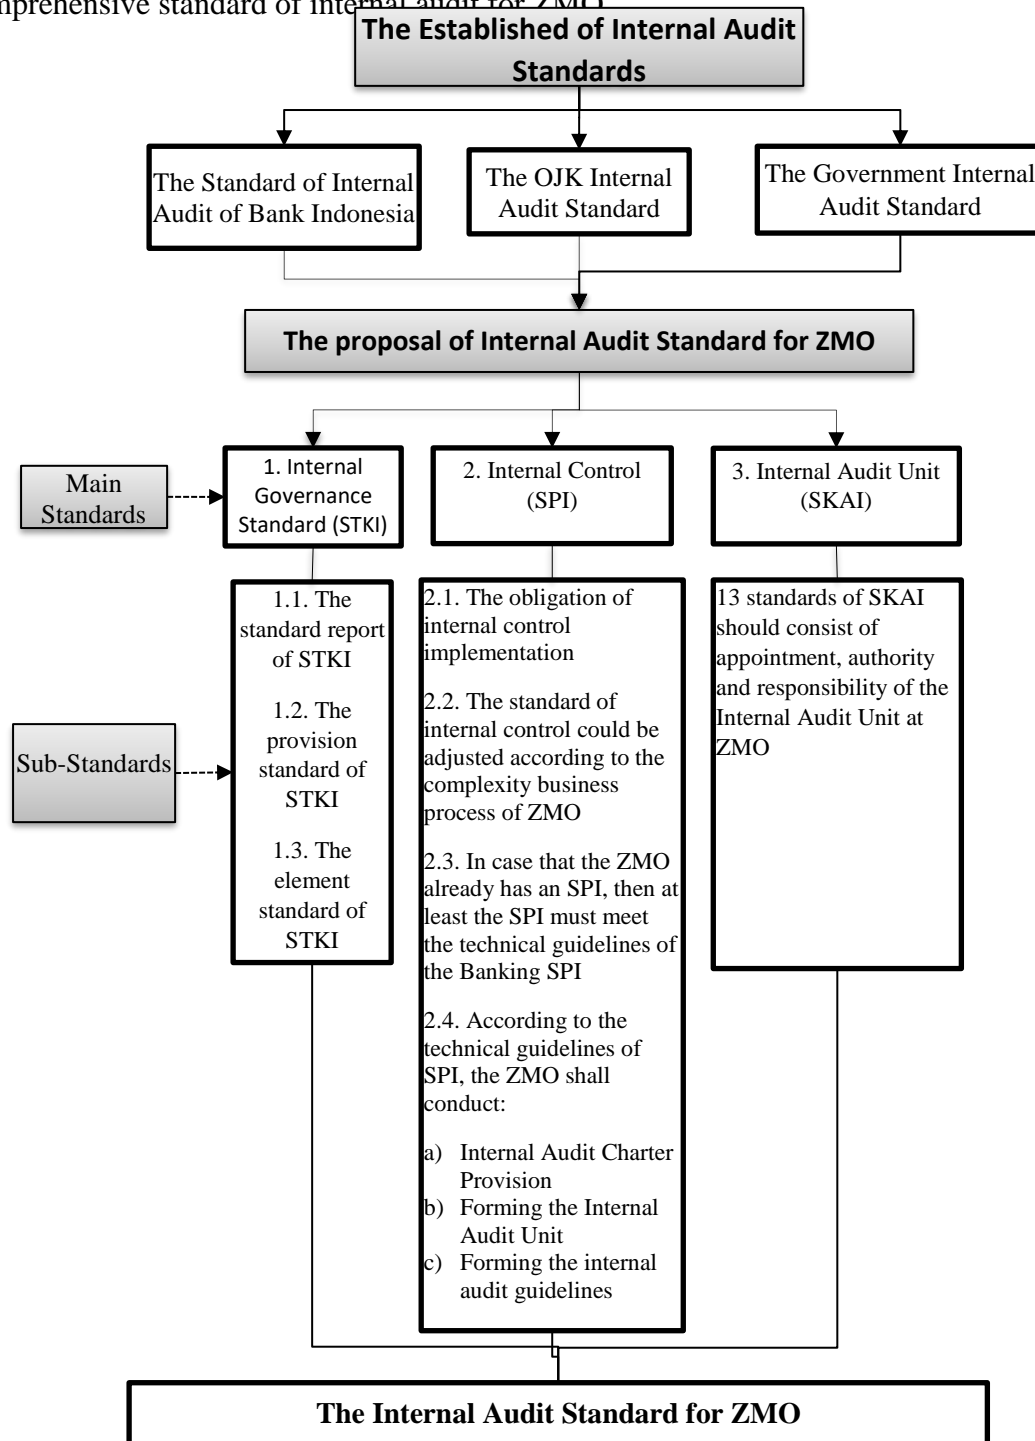 mprehensive standard of internal audit for ZMO
The Established of Internal Audit
Standards
The Standard of Internal
Audit of Bank Indonesia
The OJK Internal
Audit Standard
The Government Internal
Audit Standard
The proposal of Internal Audit Standard for ZMO
Main
Standards
1. Internal
Governance
Standard (STKI)
2. Internal Control
(SPI)
3. Internal Audit Unit
(SKAI)
Sub-Standards
1.1. The
standard report
of STKI
1.2. The
provision
standard of
STKI
1.3. The
element
standard of
STKI
2.1. The obligation of
internal control
implementation
2.2. The standard of
internal control could be
adjusted according to the
complexity business
process of ZMO
2.3. In case that the ZMO
already has an SPI, then at
least the SPI must meet
the technical guidelines of
the Banking SPI
2.4. According to the
technical guidelines of
SPI, the ZMO shall
conduct:
a) Internal Audit Charter
Provision
b) Forming the Internal
Audit Unit
c) Forming the internal
audit guidelines
13 standards of SKAI
should consist of
appointment, authority
and responsibility of the
Internal Audit Unit at
ZMO
The Internal Audit Standard for ZMO